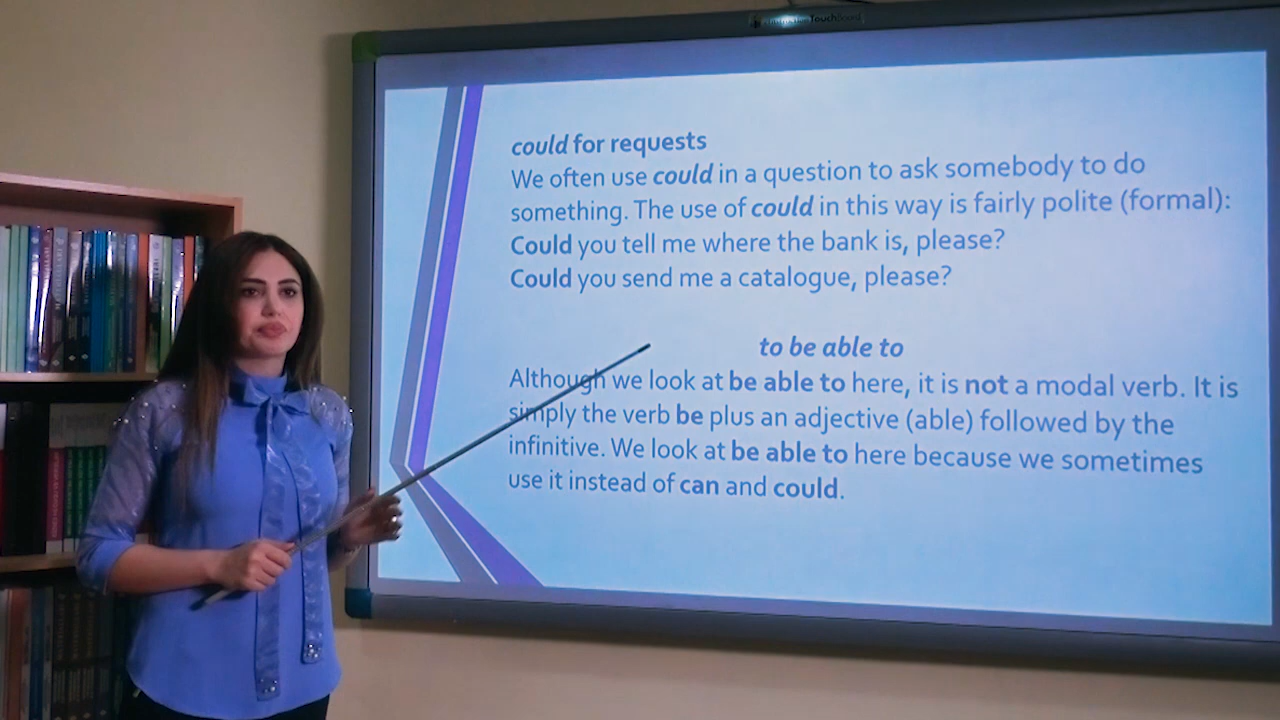 TouchBoard
could for requests
We often use could in a question to ask somebody to do
something. The use of could in this way is fairly polite (formal):
Could you tell me where the bank is, please?
Could you send me a catalogue, please?
to be able to
Although we look at be able to here, it is not a modal verb. It is
simply the verb be plus an adjective (able) followed by the
infinitive. We look at be able to here because we sometimes
use it instead of can and could.